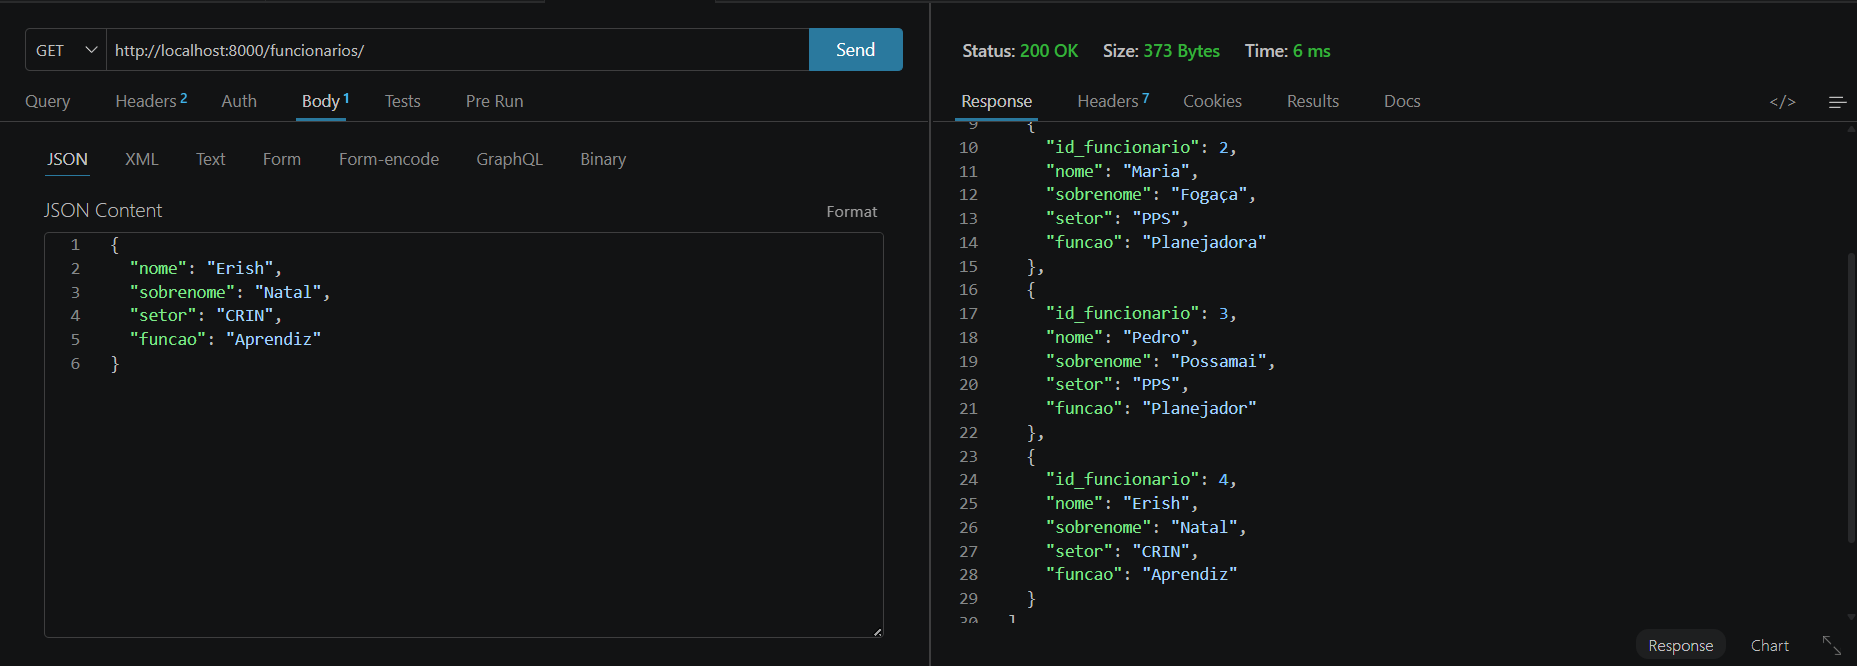 GET http://localhost:8000/funcionarios/ Send
Query Headers 2 Auth Body 1 Tests Pre Run
JSON XML Text Form Form-encode GraphQL Binary
JSON Content Format
1 {
2 "nome": "Erish",
3 "sobrenome": "Natal",
4 "setor": "CRIN",
5 "funcao": "Aprendiz"
6 }
Status: 200 OK Size: 373 Bytes Time: 6 ms
Response Headers 7 Cookies Results Docs </>
9 {
10 "id_funcionario": 2,
11 "nome": "Maria",
12 "sobrenome": "Fogaça",
13 "setor": "PPS",
14 "funcao": "Planejadora"
15 },
16 {
17 "id_funcionario": 3,
18 "nome": "Pedro",
19 "sobrenome": "Possamai",
20 "setor": "PPS",
21 "funcao": "Planejador"
22 },
23 {
24 "id_funcionario": 4,
25 "nome": "Erish",
26 "sobrenome": "Natal",
27 "setor": "CRIN",
28 "funcao": "Aprendiz"
29 }
30 ]
Response Chart